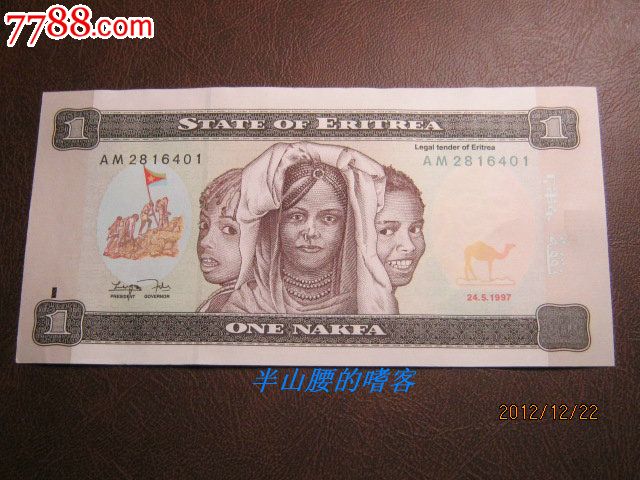 7788.com
1
STATE OF ERITREA
1
Legal tender of Eritrea
AM 2816401
AM 2816401
PRESIDENT GOVERNOR
24.5.1997
1
ONE NAKFA
半山腰的嗜客
2012/12/22